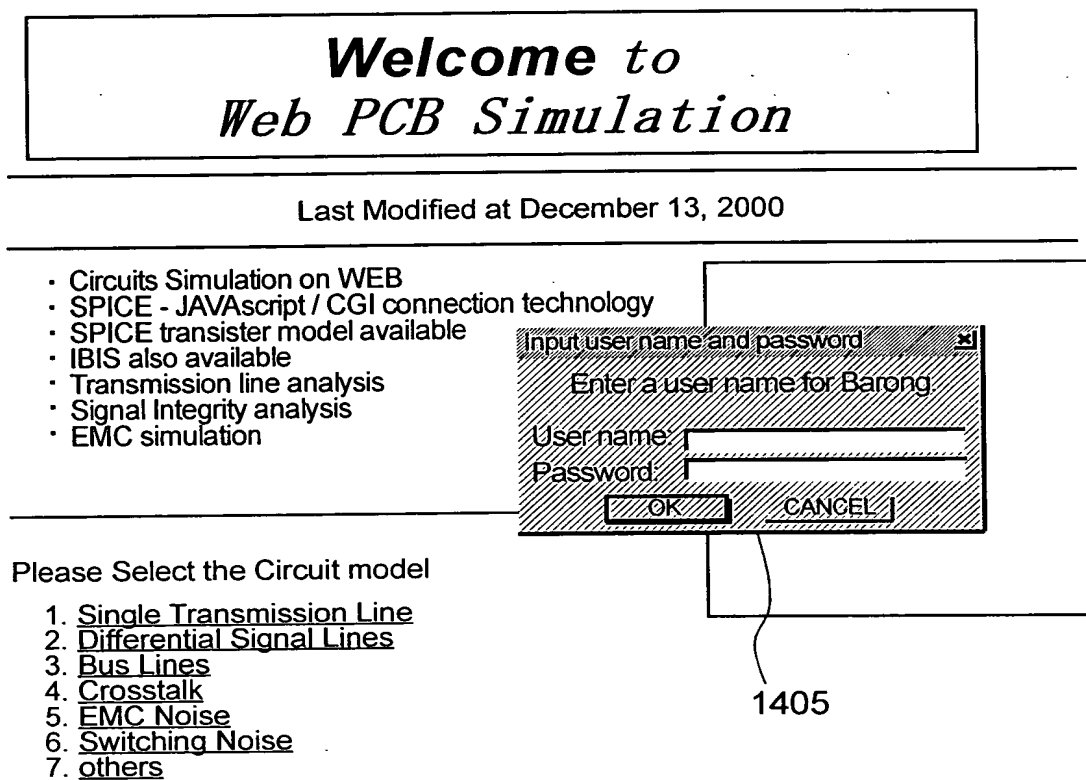 Welcome to
Web PCB Simulation
Last Modified at December 13, 2000
· Circuits Simulation on WEB
· SPICE - JAVAscript / CGI connection technology
· SPICE transister model available
· IBIS also available
· Transmission line analysis
· Signal Integrity analysis
· EMC simulation
Input user name and password
Enter a user name for Barong.
User name:
Password:
OK CANCEL
Please Select the Circuit model
1. Single Transmission Line
2. Differential Signal Lines
3. Bus Lines
4. Crosstalk
5. EMC Noise
6. Switching Noise
7. others
1405